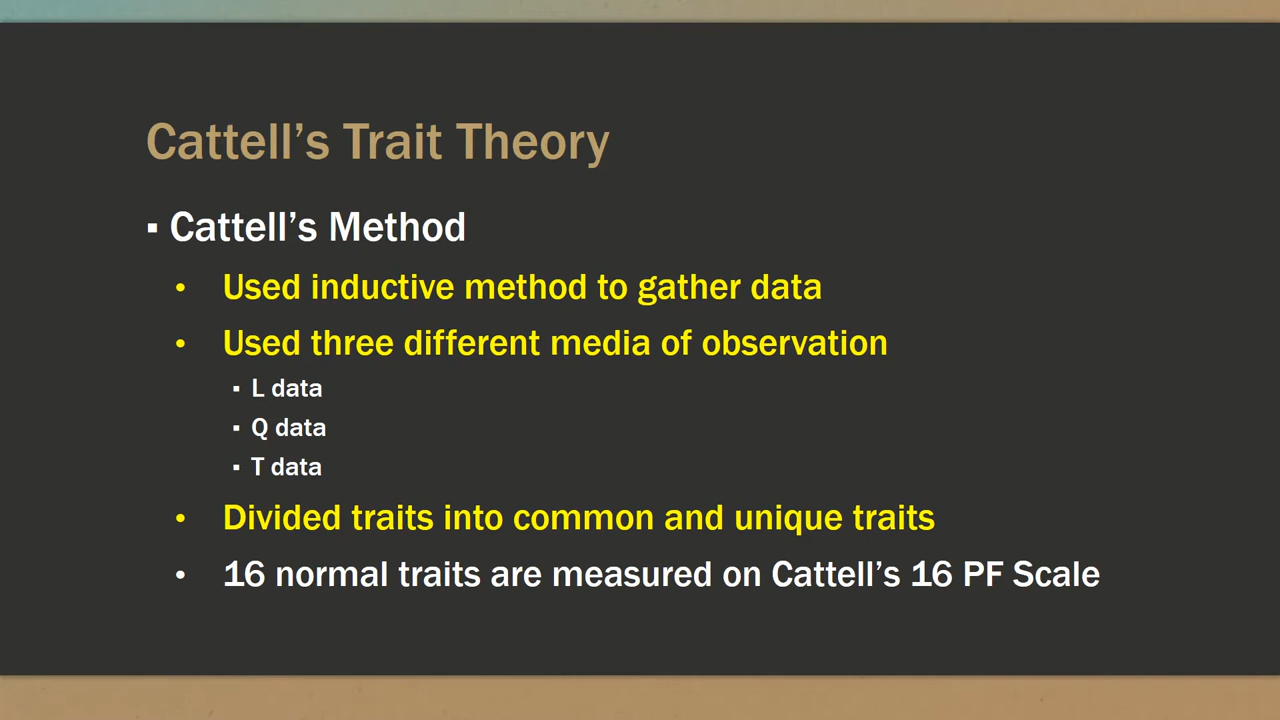 Cattell’s Trait Theory
▪ Cattell’s Method
• Used inductive method to gather data
• Used three different media of observation
▪ L data
▪ Q data
▪ T data
• Divided traits into common and unique traits
• 16 normal traits are measured on Cattell’s 16 PF Scale